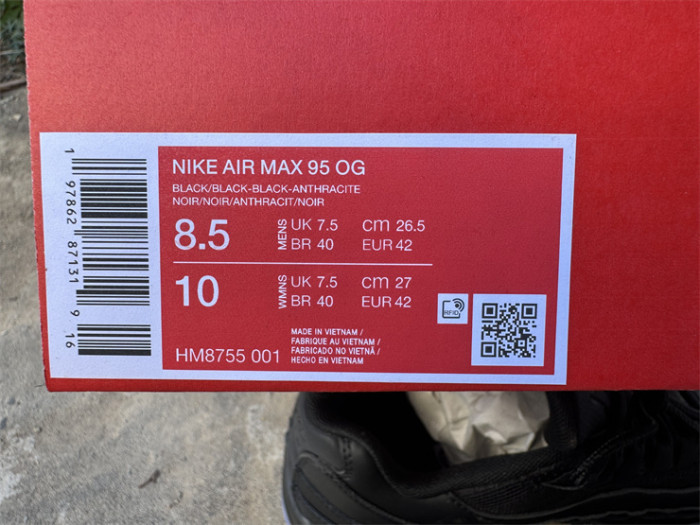 NIKE AIR MAX 95 OG
BLACK/BLACK-BLACK-ANTHRACITE
NOIR/NOIR/ANTHRACIT/NOIR
8.5 MENS UK 7.5 cm 26.5
BR 40 EUR 42
10 WMNS UK 7.5 cm 27
BR 40 EUR 42
RFID
HM8755 001
MADE IN VIETNAM /
FABRIQUE AU VIETNAM /
FABRICADO NO VIETNÃ /
HECHO EN VIETNAM
1 97862 87131 9 16